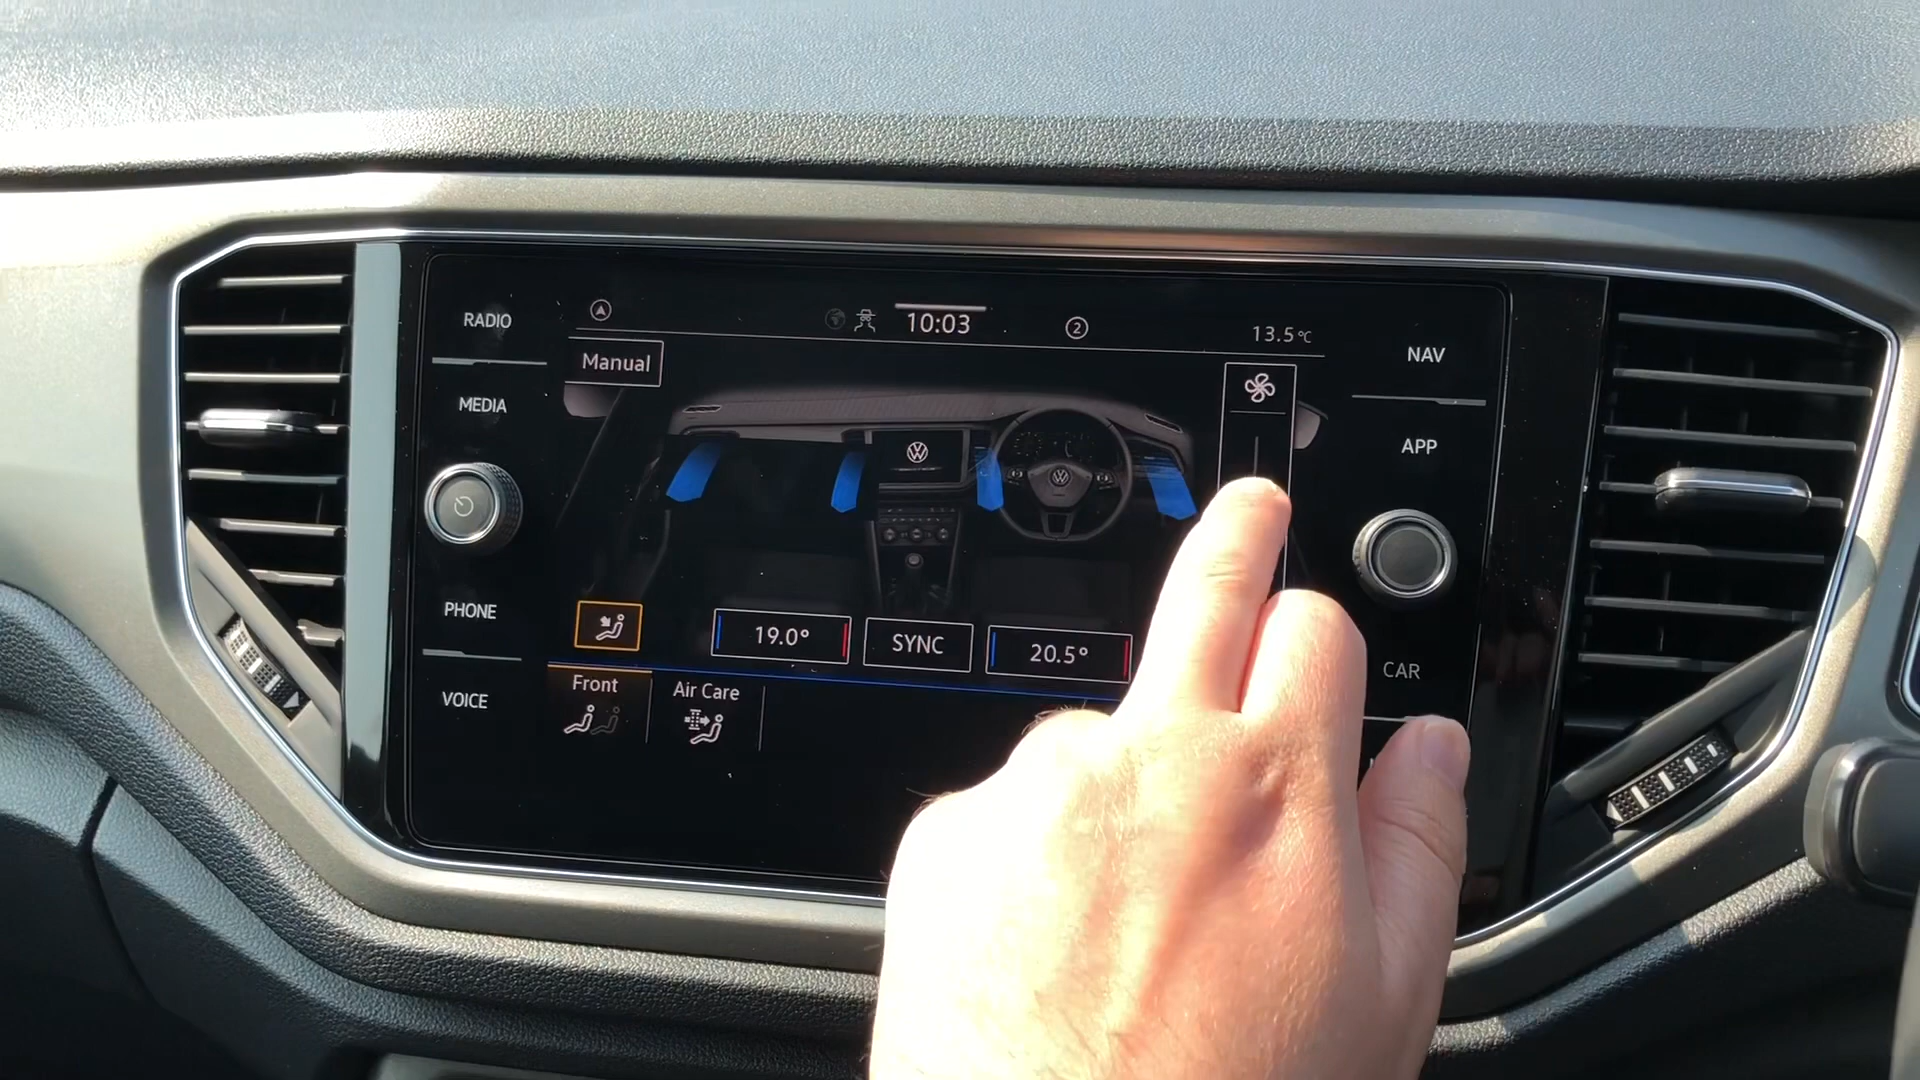 RADIO
MEDIA
PHONE
VOICE
10:03
2
13.5°C
Manual
19.0°
SYNC
20.5°
Front
Air Care
NAV
APP
CAR